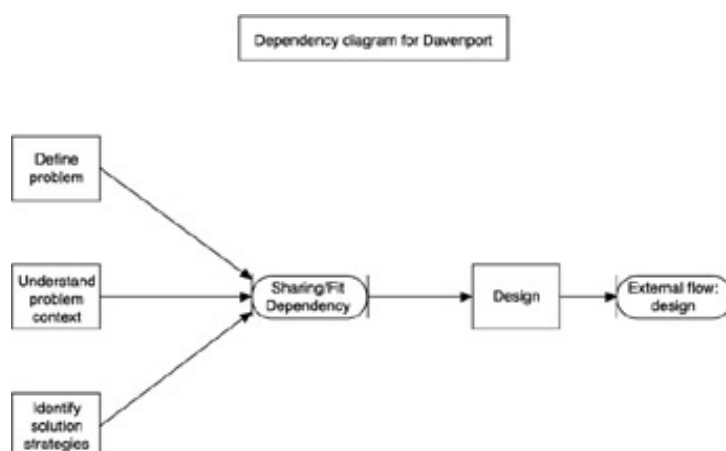 Dependency diagram for Davenport
Define
problem
Understand
problem
context
Sharing/Fit
Dependency
Design
External flow:
design
Identify
solution
strategies